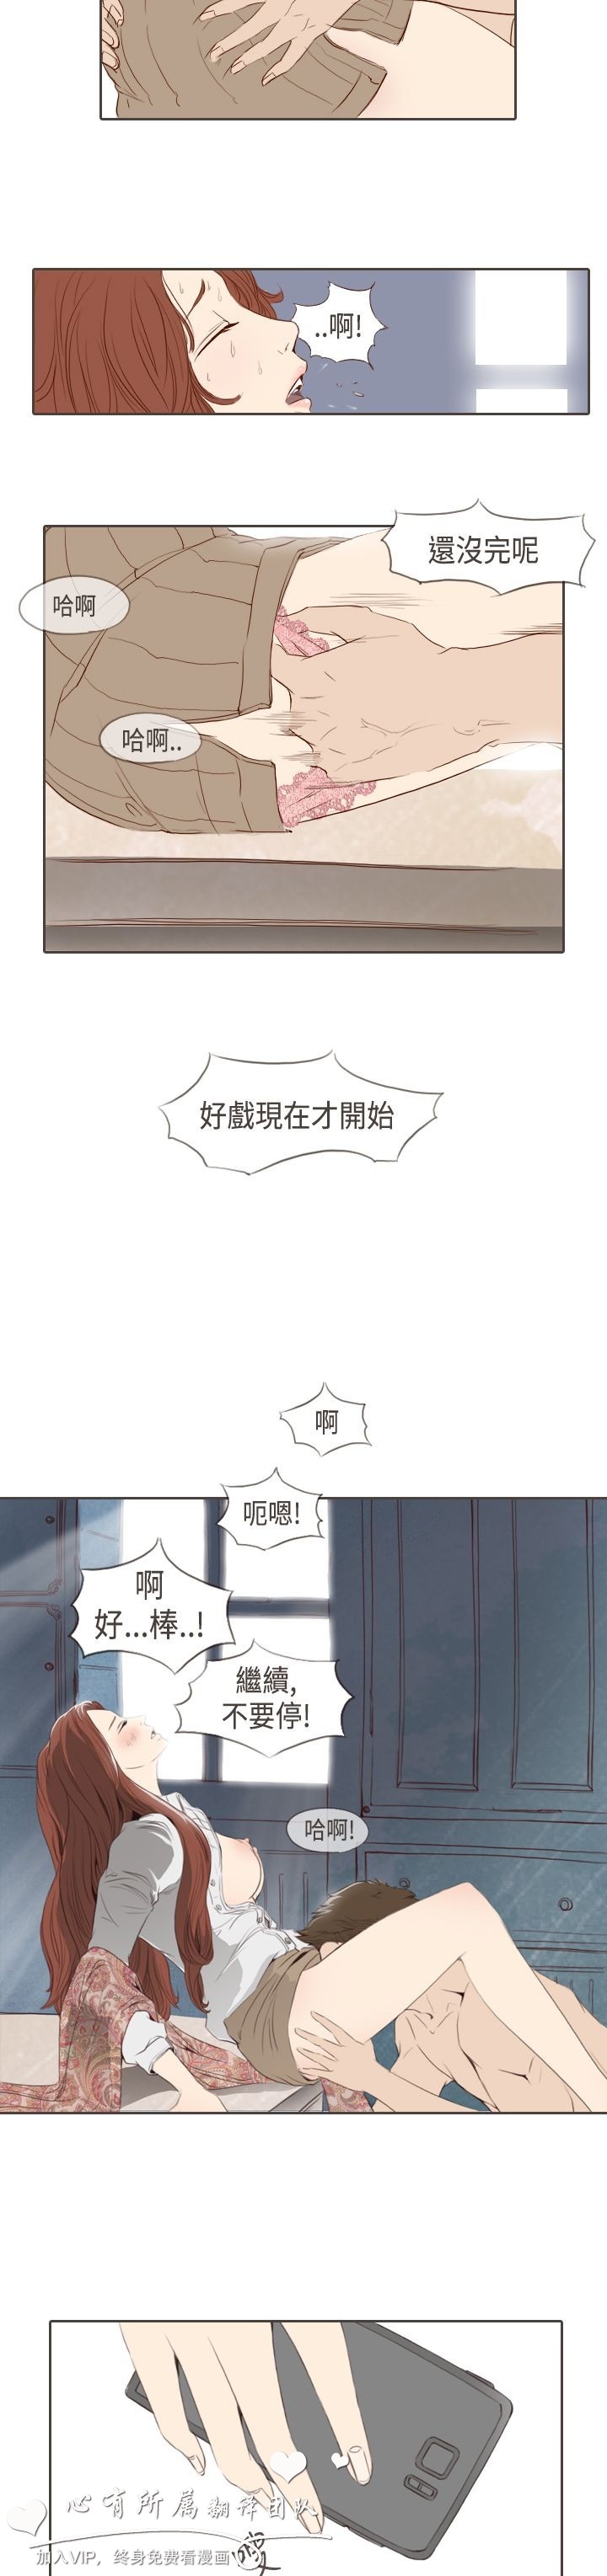 ..啊!
還沒完呢
哈啊
哈啊..
好戲現在才開始
啊
呃嗯!
啊
好...棒..!
繼續,
不要停!
哈啊!
心有所属翻译团队
加入VIP，终身免费看漫画